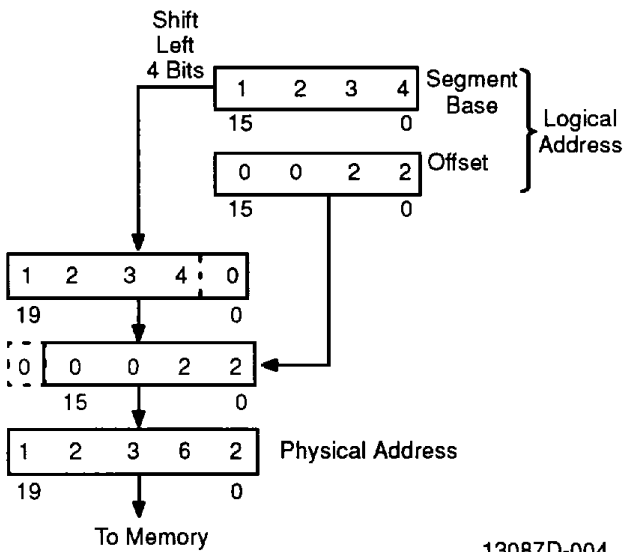 Shift
Left
4 Bits
1 2 3 4
Segment
Base
15 0
Logical
Address
0 0 2 2
Offset
15 0
1 2 3 4 0
19 0
0 0 0 2 2
15 0
1 2 3 6 2
Physical Address
19 0
To Memory
13087D-004